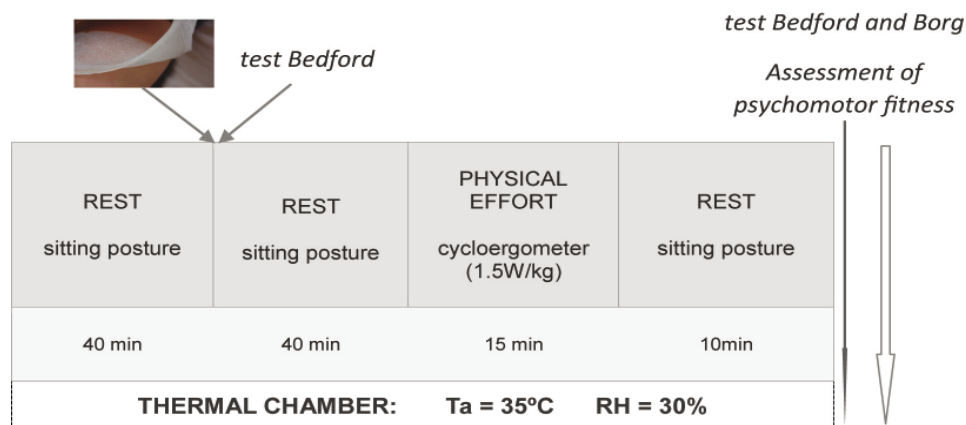 test Bedford
test Bedford and Borg
Assessment of
psychomotor fitness
REST
sitting posture
REST
sitting posture
PHYSICAL
EFFORT
cycloergometer
(1.5W/kg)
REST
sitting posture
40 min
40 min
15 min
10min
THERMAL CHAMBER: Ta = 35ºC RH = 30%